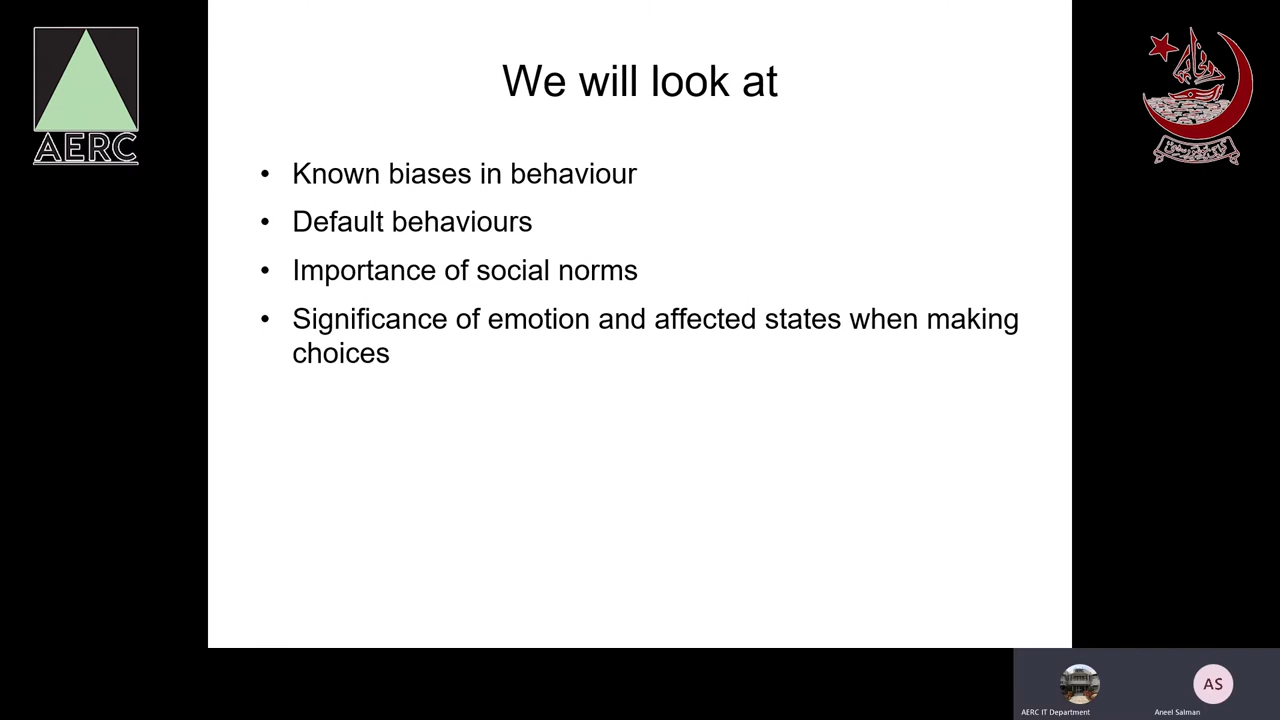 We will look at
• Known biases in behaviour
• Default behaviours
• Importance of social norms
• Significance of emotion and affected states when making
choices
AERC
AERC IT Department
AS
Aneel Salman